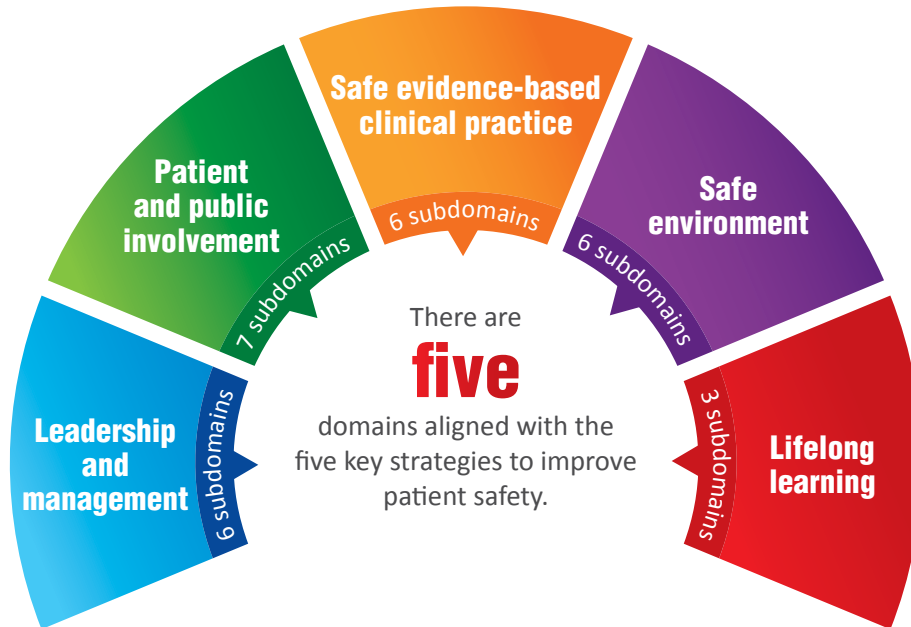 Leadership
and
management
6 subdomains
Patient
and public
involvement
7 subdomains
Safe evidence-based
clinical practice
6 subdomains
Safe
environment
6 subdomains
Lifelong
learning
3 subdomains
There are
five
domains aligned with the
five key strategies to improve
patient safety.